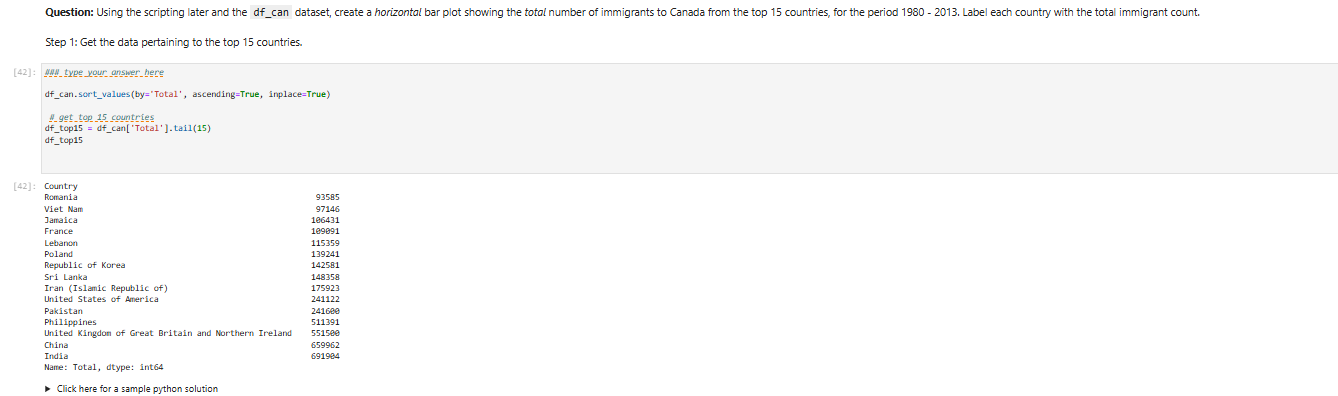 Question: Using the scripting later and the df_can dataset, create a horizontal bar plot showing the total number of immigrants to Canada from the top 15 countries, for the period 1980 - 2013. Label each country with the total immigrant count.
Step 1: Get the data pertaining to the top 15 countries.
[42]: ### type your answer here
df_can.sort_values(by='Total', ascending=True, inplace=True)
# get top 15 countries
df_top15 = df_can['Total'].tail(15)
df_top15
[42]: Country
Romania 93585
Viet Nam 97146
Jamaica 106431
France 109091
Lebanon 115359
Poland 139241
Republic of Korea 142581
Sri Lanka 148358
Iran (Islamic Republic of) 175923
United States of America 241122
Pakistan 241600
Philippines 511391
United Kingdom of Great Britain and Northern Ireland 551500
China 659962
India 691904
Name: Total, dtype: int64
▶ Click here for a sample python solution